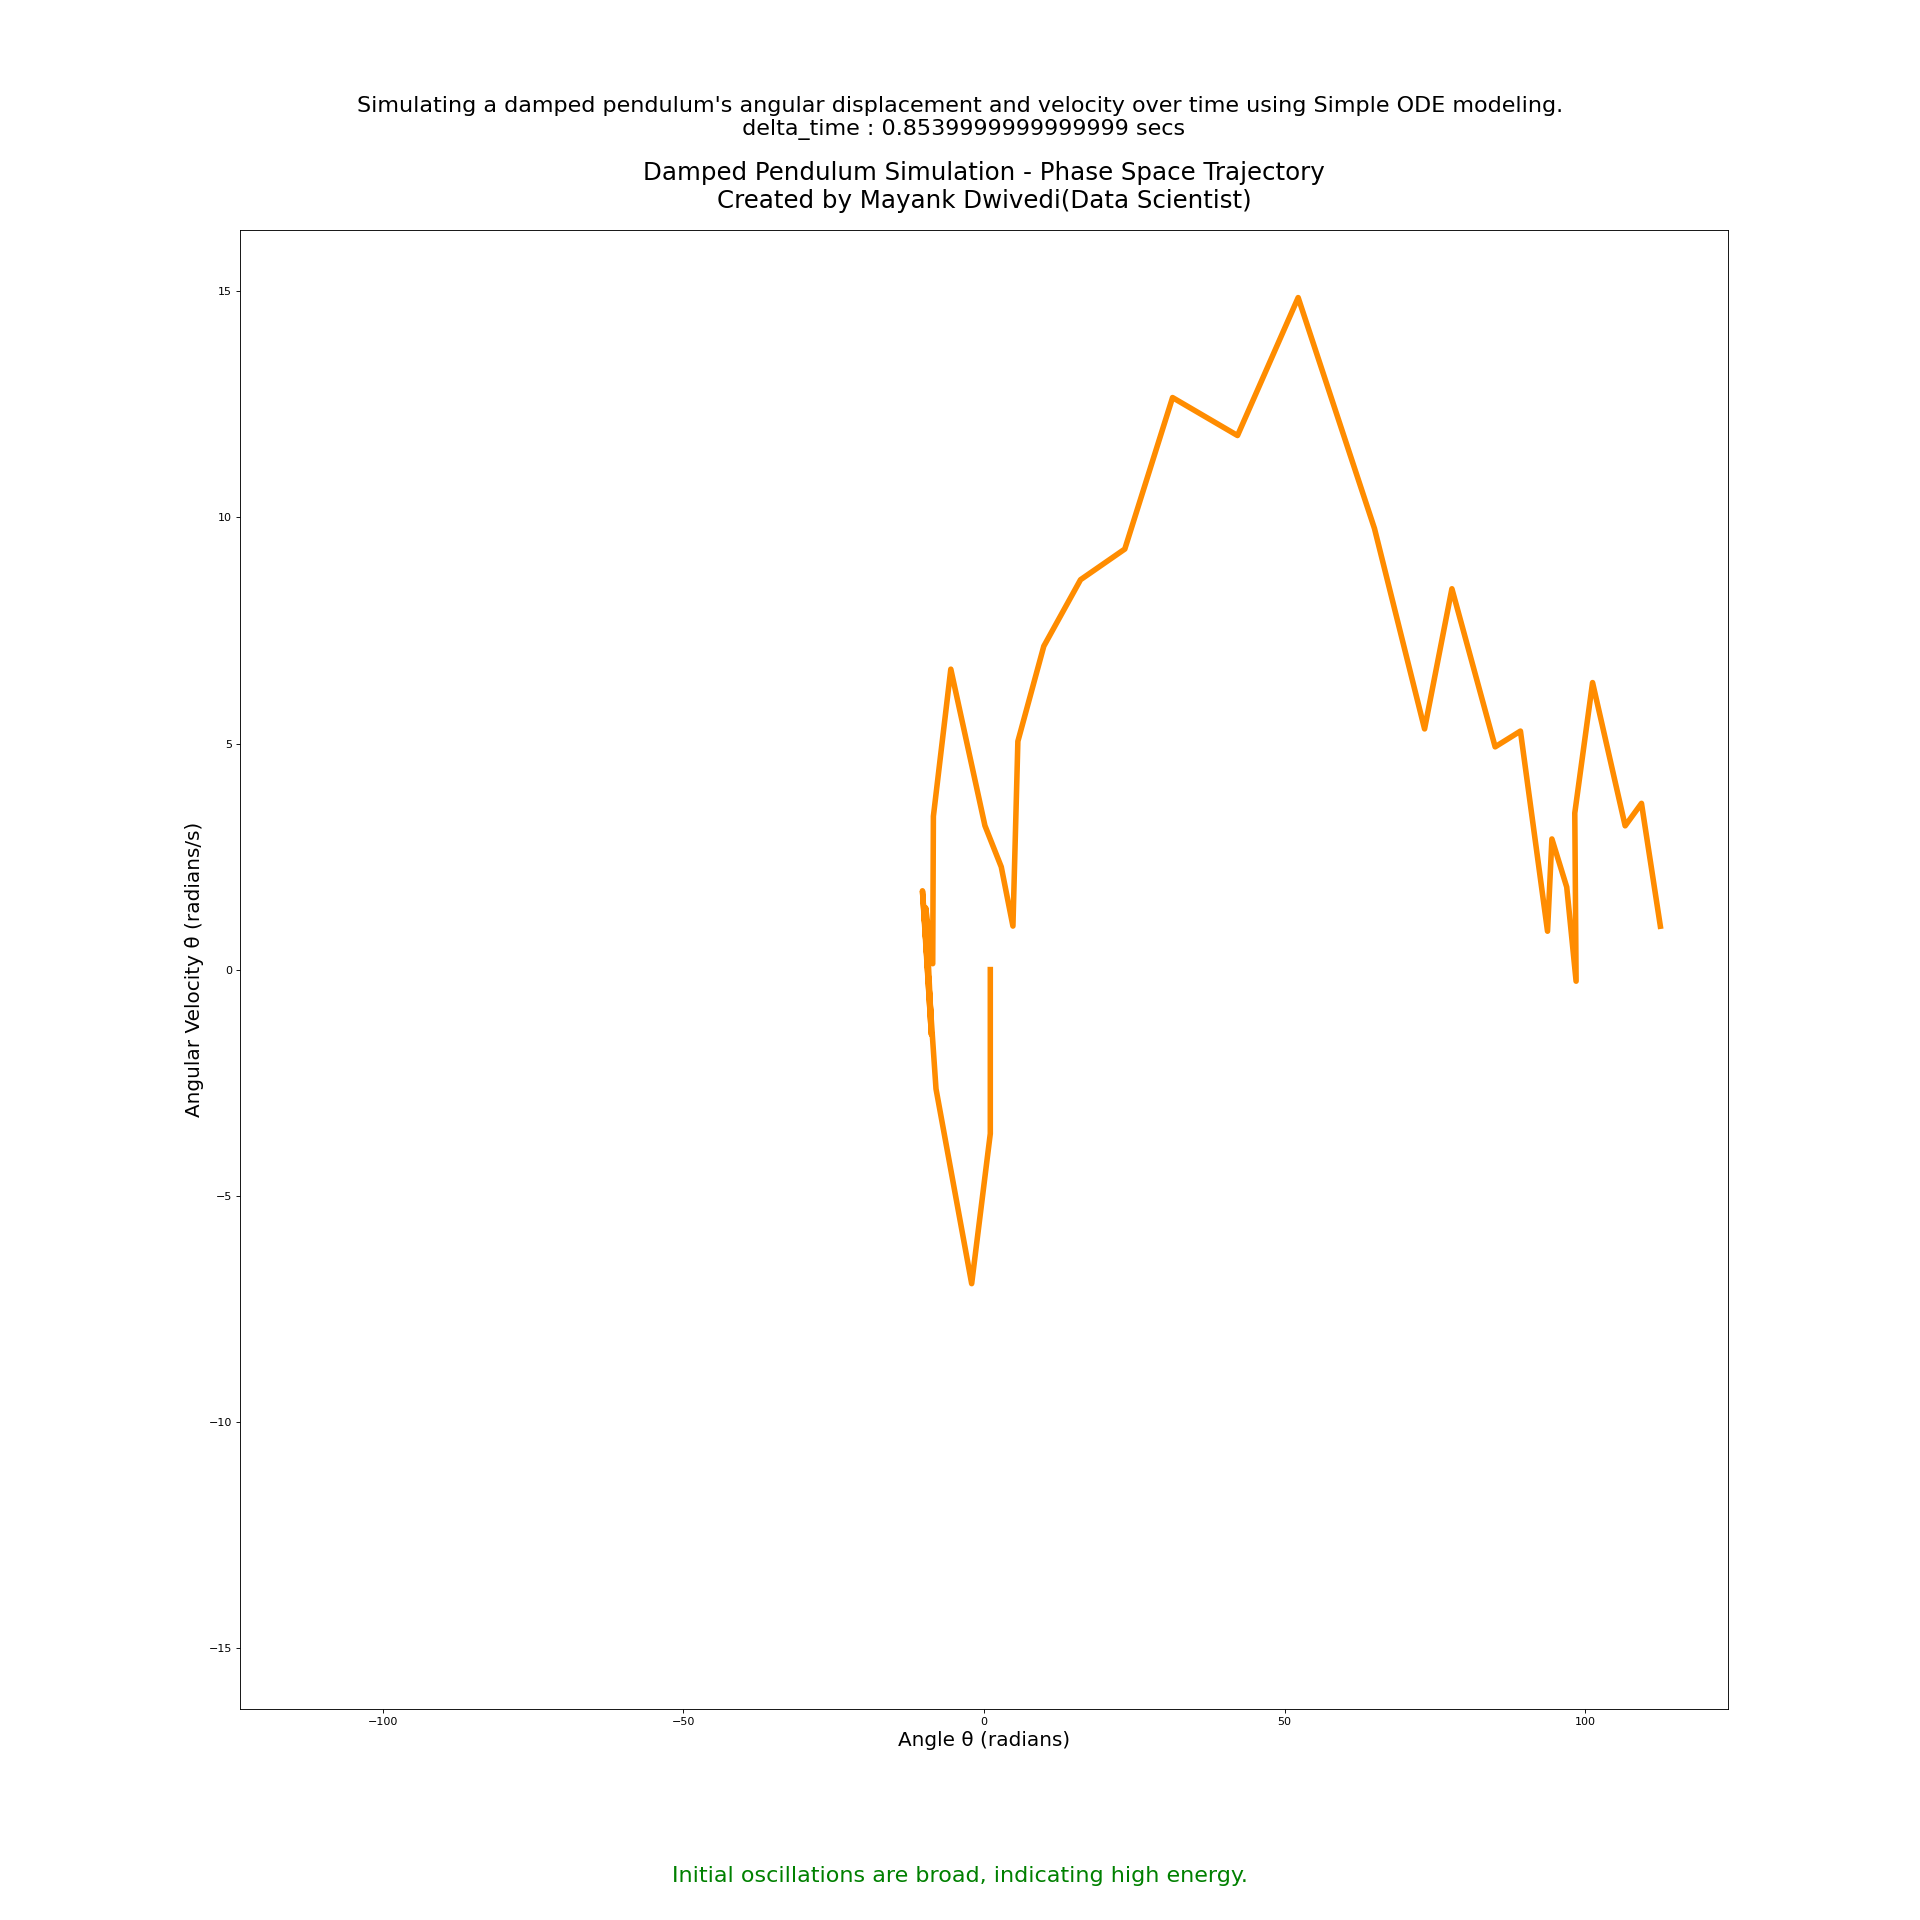 Simulating a damped pendulum's angular displacement and velocity over time using Simple ODE modeling.
delta_time : 0.8539999999999999 secs
Damped Pendulum Simulation - Phase Space Trajectory
Created by Mayank Dwivedi(Data Scientist)
15
10
5
0
−5
−10
−15
Angular Velocity θ (radians/s)
−100
−50
0
50
100
Angle θ (radians)
Initial oscillations are broad, indicating high energy.